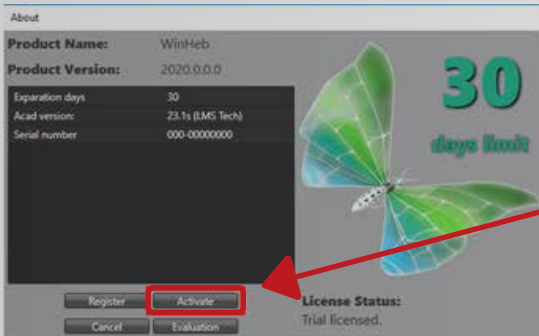 About
Product Name: WinHeb
Product Version: 2020.0.0.0
Exparation days 30
Acad version: 23.1s (LMS Tech)
Serial number 000-00000000
30
days limit
Register Activate
Cancel Evaluation
License Status:
Trial licensed.